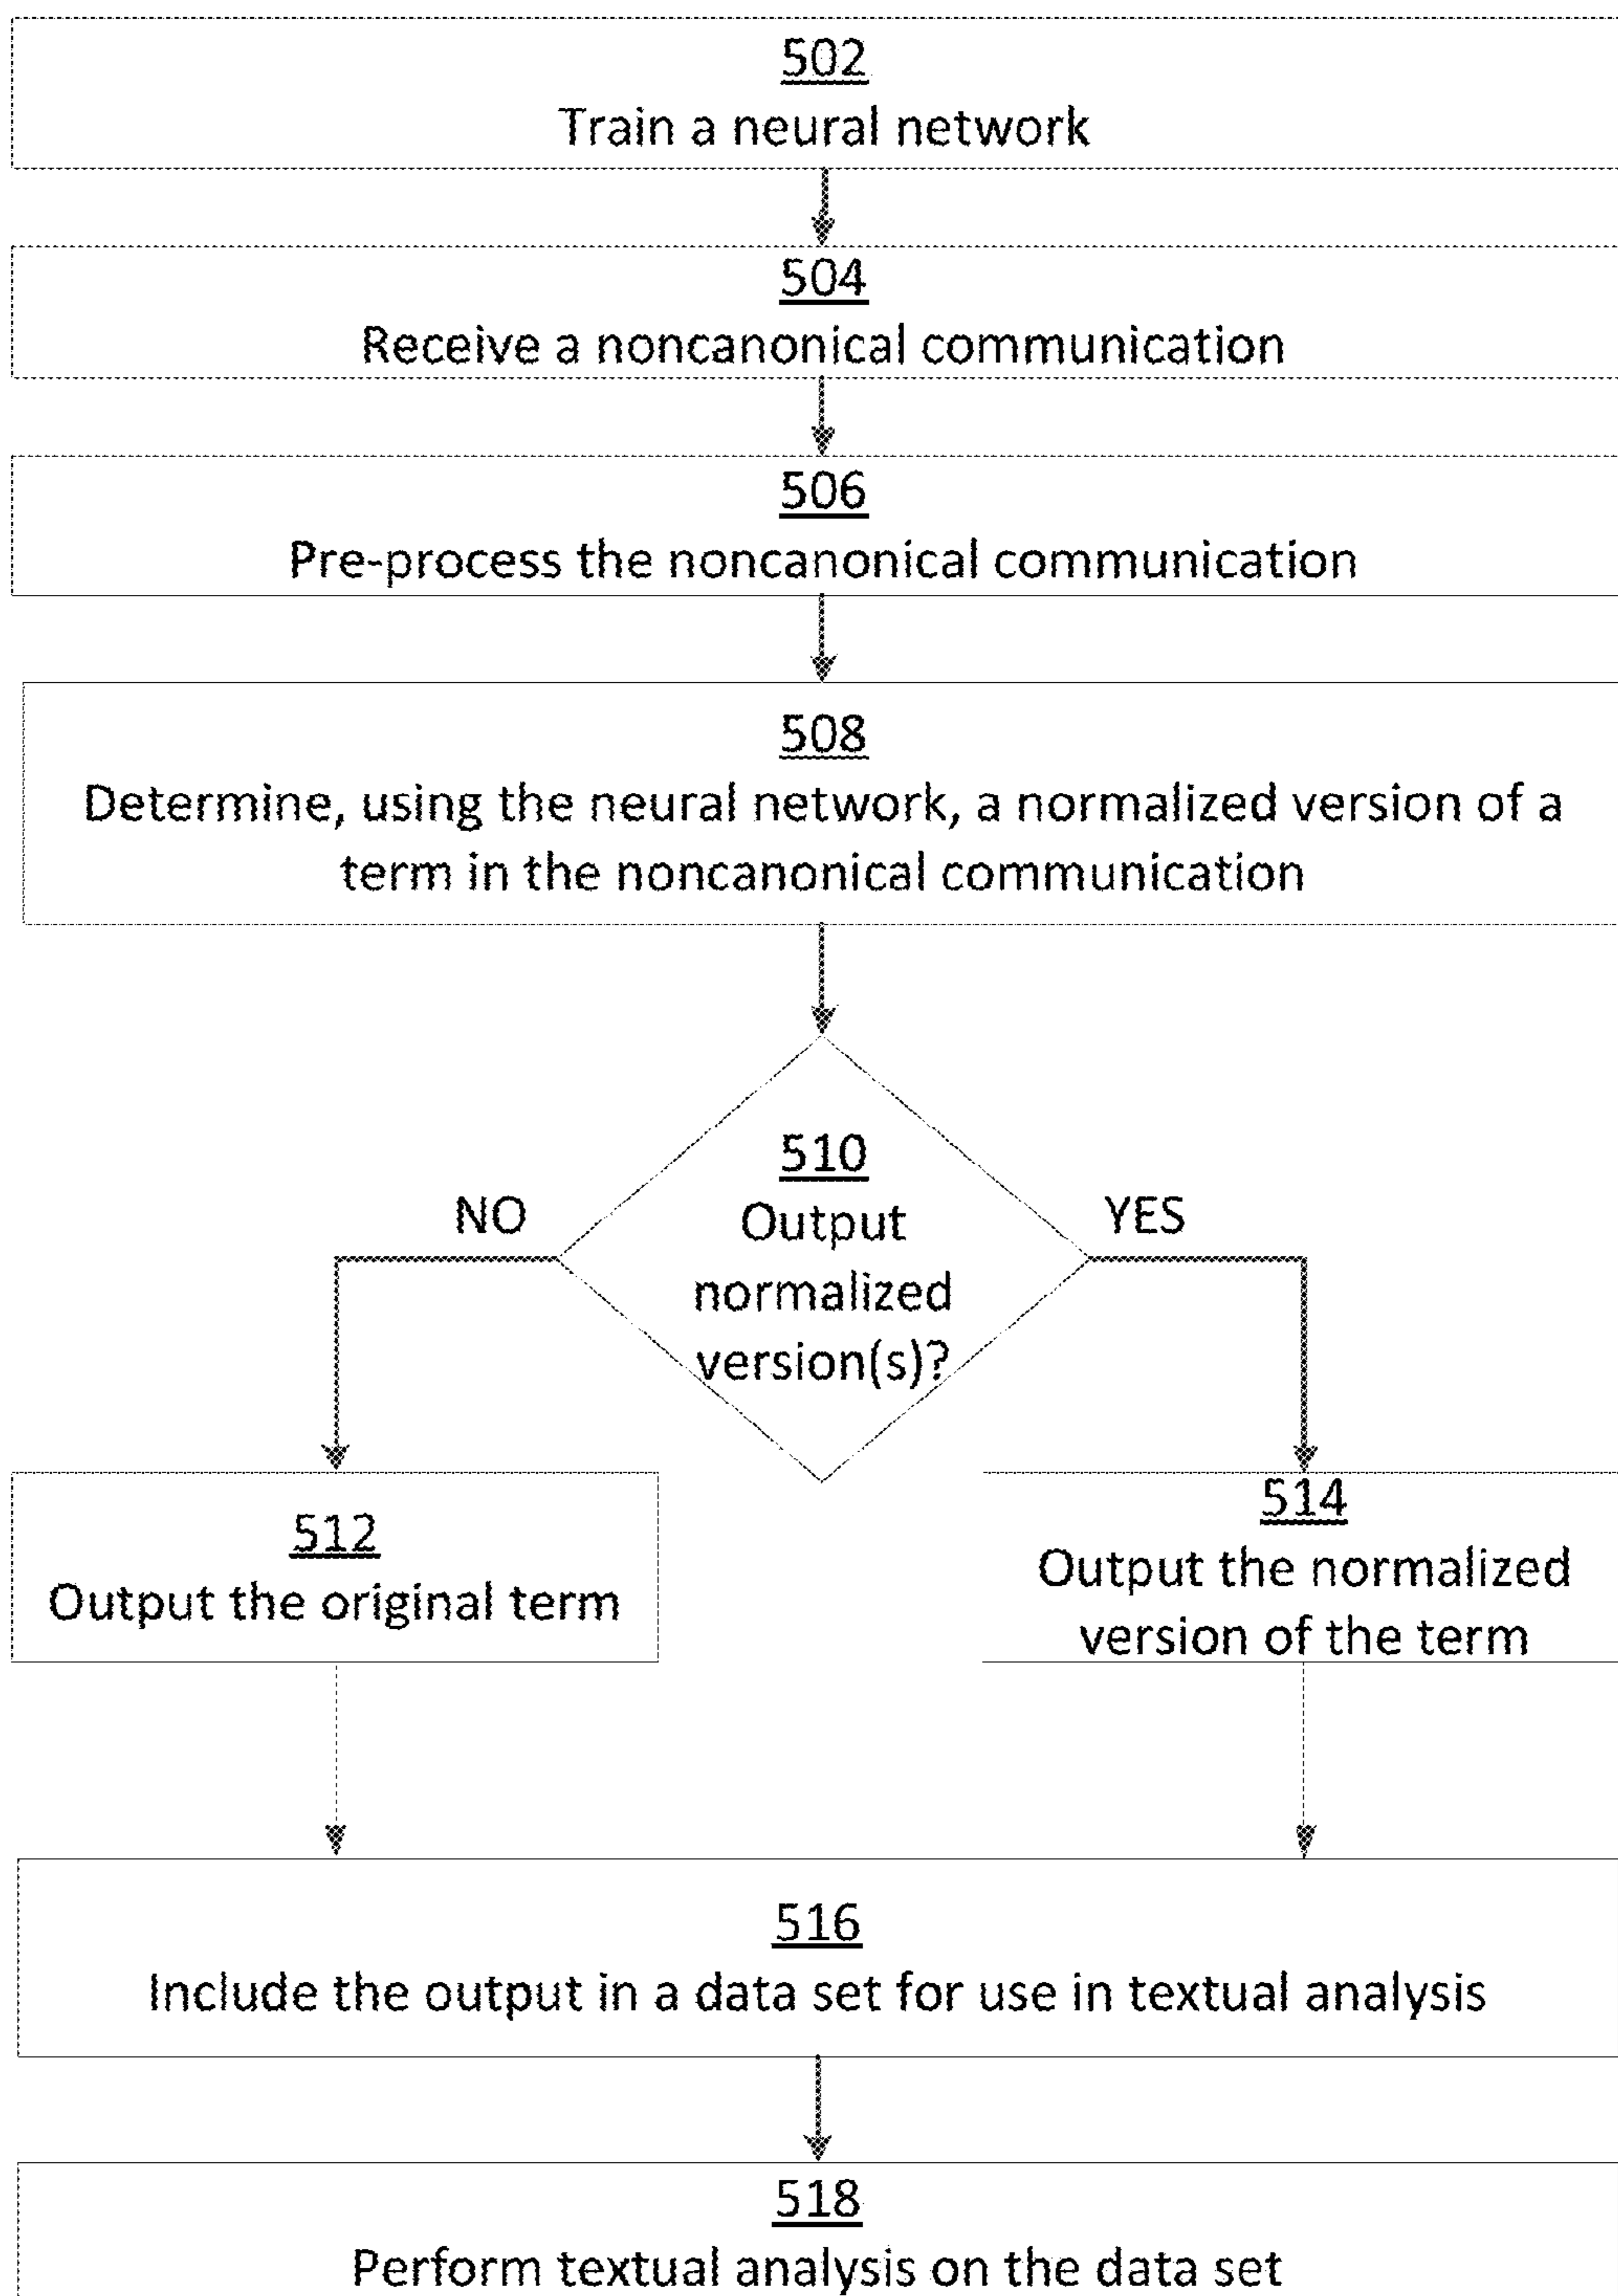 502
Train a neural network
504
Receive a noncanonical communication
506
Pre-process the noncanonical communication
508
Determine, using the neural network, a normalized version of a
term in the noncanonical communication
510
Output
normalized
version(s)?
NO
YES
512
Output the original term
514
Output the normalized
version of the term
516
Include the output in a data set for use in textual analysis
518
Perform textual analysis on the data set